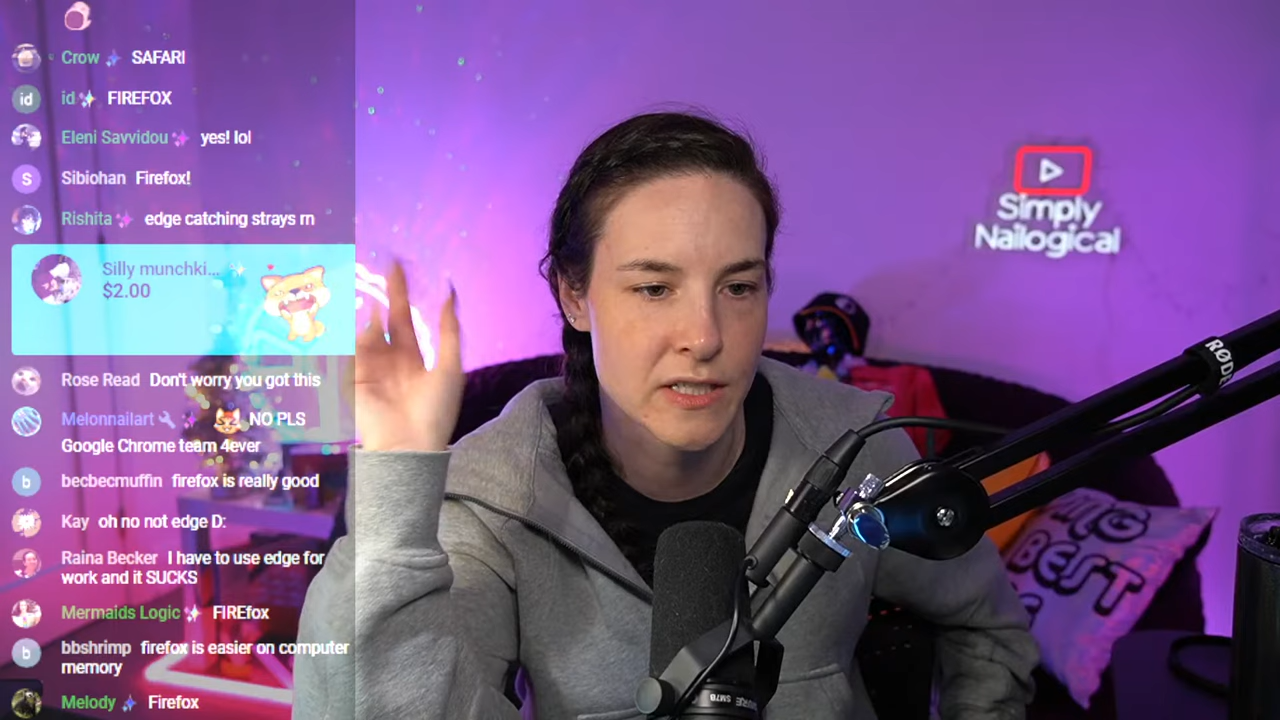 Crow SAFARI
id id FIREFOX
Eleni Savvidou yes! lol
S Sibiohan Firefox!
Rishita edge catching strays rn
Silly munchki...
$2.00
Rose Read Don't worry you got this
Melonnailart NO PLS
Google Chrome team 4ever
b becbecmuffin firefox is really good
Kay oh no not edge D:
Raina Becker I have to use edge for
work and it SUCKS
Mermaids Logic FIREfox
b bbshrimp firefox is easier on computer
memory
Melody Firefox
Simply
Nailogical
RØDE
BEST
SM7B